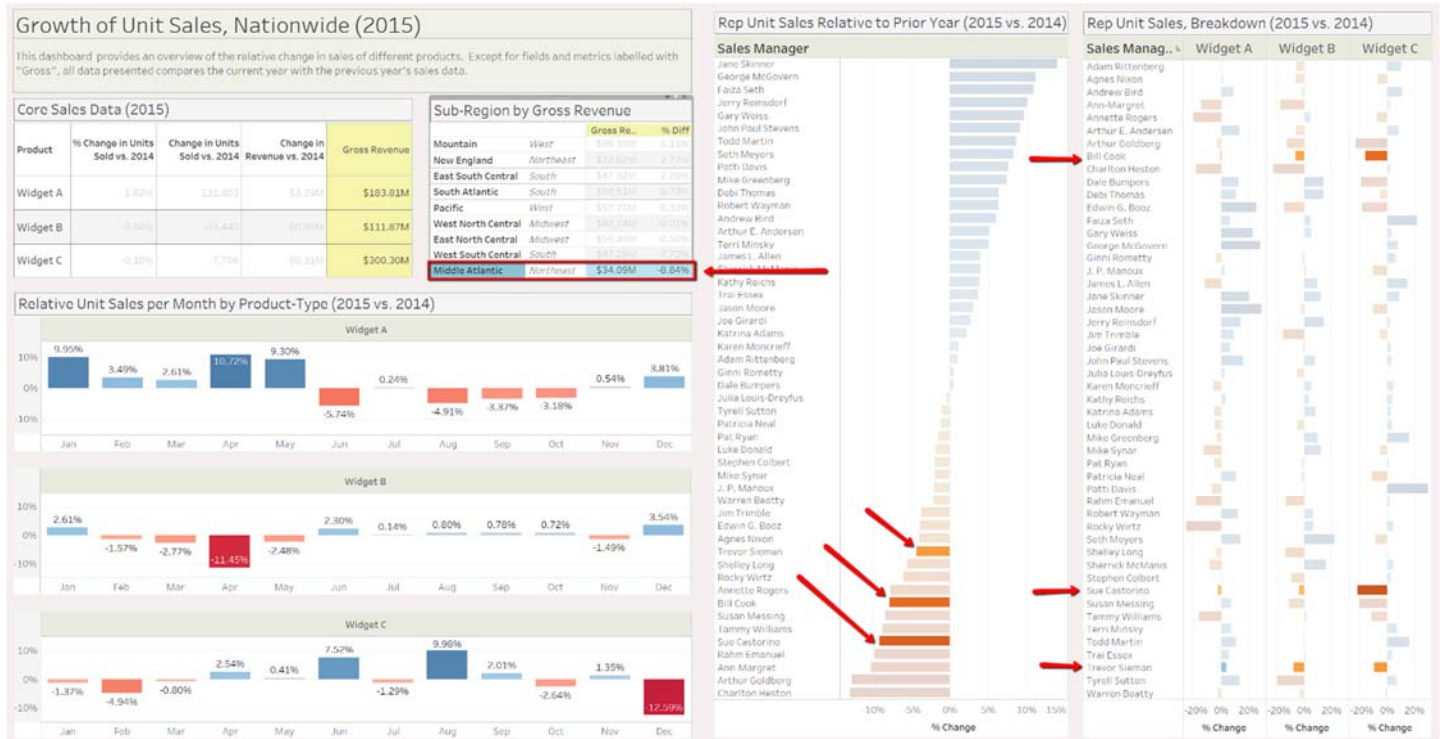 Growth of Unit Sales, Nationwide (2015)
This dashboard provides an overview of the relative change in sales of different products. Except for fields and metrics labelled with
"Gross", all data presented compares the current year with the previous year's sales data.
Core Sales Data (2015)
Product
% Change in Units Sold vs. 2014
Change in Units Sold vs. 2014
Change in Revenue vs. 2014
Gross Revenue
Widget A $183.81M
Widget B $111.87M
Widget C $300.30M
Sub-Region by Gross Revenue
Gross Re.. % Diff
Mountain West
New England Northeast
East South Central South
South Atlantic South
Pacific West
West North Central Midwest
East North Central Midwest
West South Central South
Middle Atlantic Northeast $34.09M -8.84%
Relative Unit Sales per Month by Product-Type (2015 vs. 2014)
Widget A
10%
0%
-10%
9.95% 3.49% 2.61% 10.72% 9.30% -5.74% 0.24% -4.91% -3.37% -3.18% 0.54% 3.81%
Jan Feb Mar Apr May Jun Jul Aug Sep Oct Nov Dec
Widget B
10%
0%
-10%
2.61% -1.57% -2.77% -11.45% -2.48% 2.30% 0.14% 0.80% 0.78% 0.72% -1.49% 3.54%
Jan Feb Mar Apr May Jun Jul Aug Sep Oct Nov Dec
Widget C
10%
0%
-10%
-1.37% -4.94% -0.80% 2.54% 0.41% 7.52% -1.29% 9.98% 2.01% -2.64% 1.35% -12.59%
Jan Feb Mar Apr May Jun Jul Aug Sep Oct Nov Dec
Rep Unit Sales Relative to Prior Year (2015 vs. 2014)
Sales Manager
Jane Skinner
George McGovern
Faiza Seth
Jerry Reinsdorf
Gary Weiss
John Paul Stevens
Todd Martin
Seth Meyers
Patti Davis
Mike Greenberg
Debi Thomas
Robert Wayman
Andrew Bird
Arthur E. Andersen
Terri Minsky
James L. Allen
Kathy Reichs
Trai Essex
Jason Moore
Joe Girardi
Katrina Adams
Karen Moncrieff
Adam Rittenberg
Ginni Rometty
Dale Bumpers
Julia Louis-Dreyfus
Tyrell Sutton
Patricia Neal
Pat Ryan
Luke Donald
Stephen Colbert
Mike Synar
J. P. Manoux
Warren Beatty
Jim Trimble
Edwin G. Booz
Agnes Nixon
Trevor Sieman
Shelley Long
Rocky Wirtz
Annette Rogers
Bill Cook
Susan Messing
Tammy Williams
Sue Castorino
Rahm Emanuel
Ann Margret
Arthur Goldberg
Charlton Heston
-10% -5% 0% 5% 10% 15%
% Change
Rep Unit Sales, Breakdown (2015 vs. 2014)
Sales Manag.. Widget A Widget B Widget C
Adam Rittenberg
Agnes Nixon
Andrew Bird
Ann-Margret
Annette Rogers
Arthur E. Andersen
Arthur Goldberg
Bill Cook
Charlton Heston
Dale Bumpers
Debi Thomas
Edwin G. Booz
Faiza Seth
Gary Weiss
George McGovern
Ginni Rometty
J. P. Manoux
James L. Allen
Jane Skinner
Jason Moore
Jerry Reinsdorf
Jim Trimble
Joe Girardi
John Paul Stevens
Julia Louis-Dreyfus
Karen Moncrieff
Kathy Reichs
Katrina Adams
Luke Donald
Mike Greenberg
Mike Synar
Pat Ryan
Patricia Neal
Patti Davis
Rahm Emanuel
Robert Wayman
Rocky Wirtz
Seth Meyers
Shelley Long
Sherrick McManis
Stephen Colbert
Sue Castorino
Susan Messing
Tammy Williams
Terri Minsky
Todd Martin
Trai Essex
Trevor Sieman
Tyrell Sutton
Warren Beatty
-20% 0% 20% -20% 0% 20% -20% 0% 20%
% Change % Change % Change